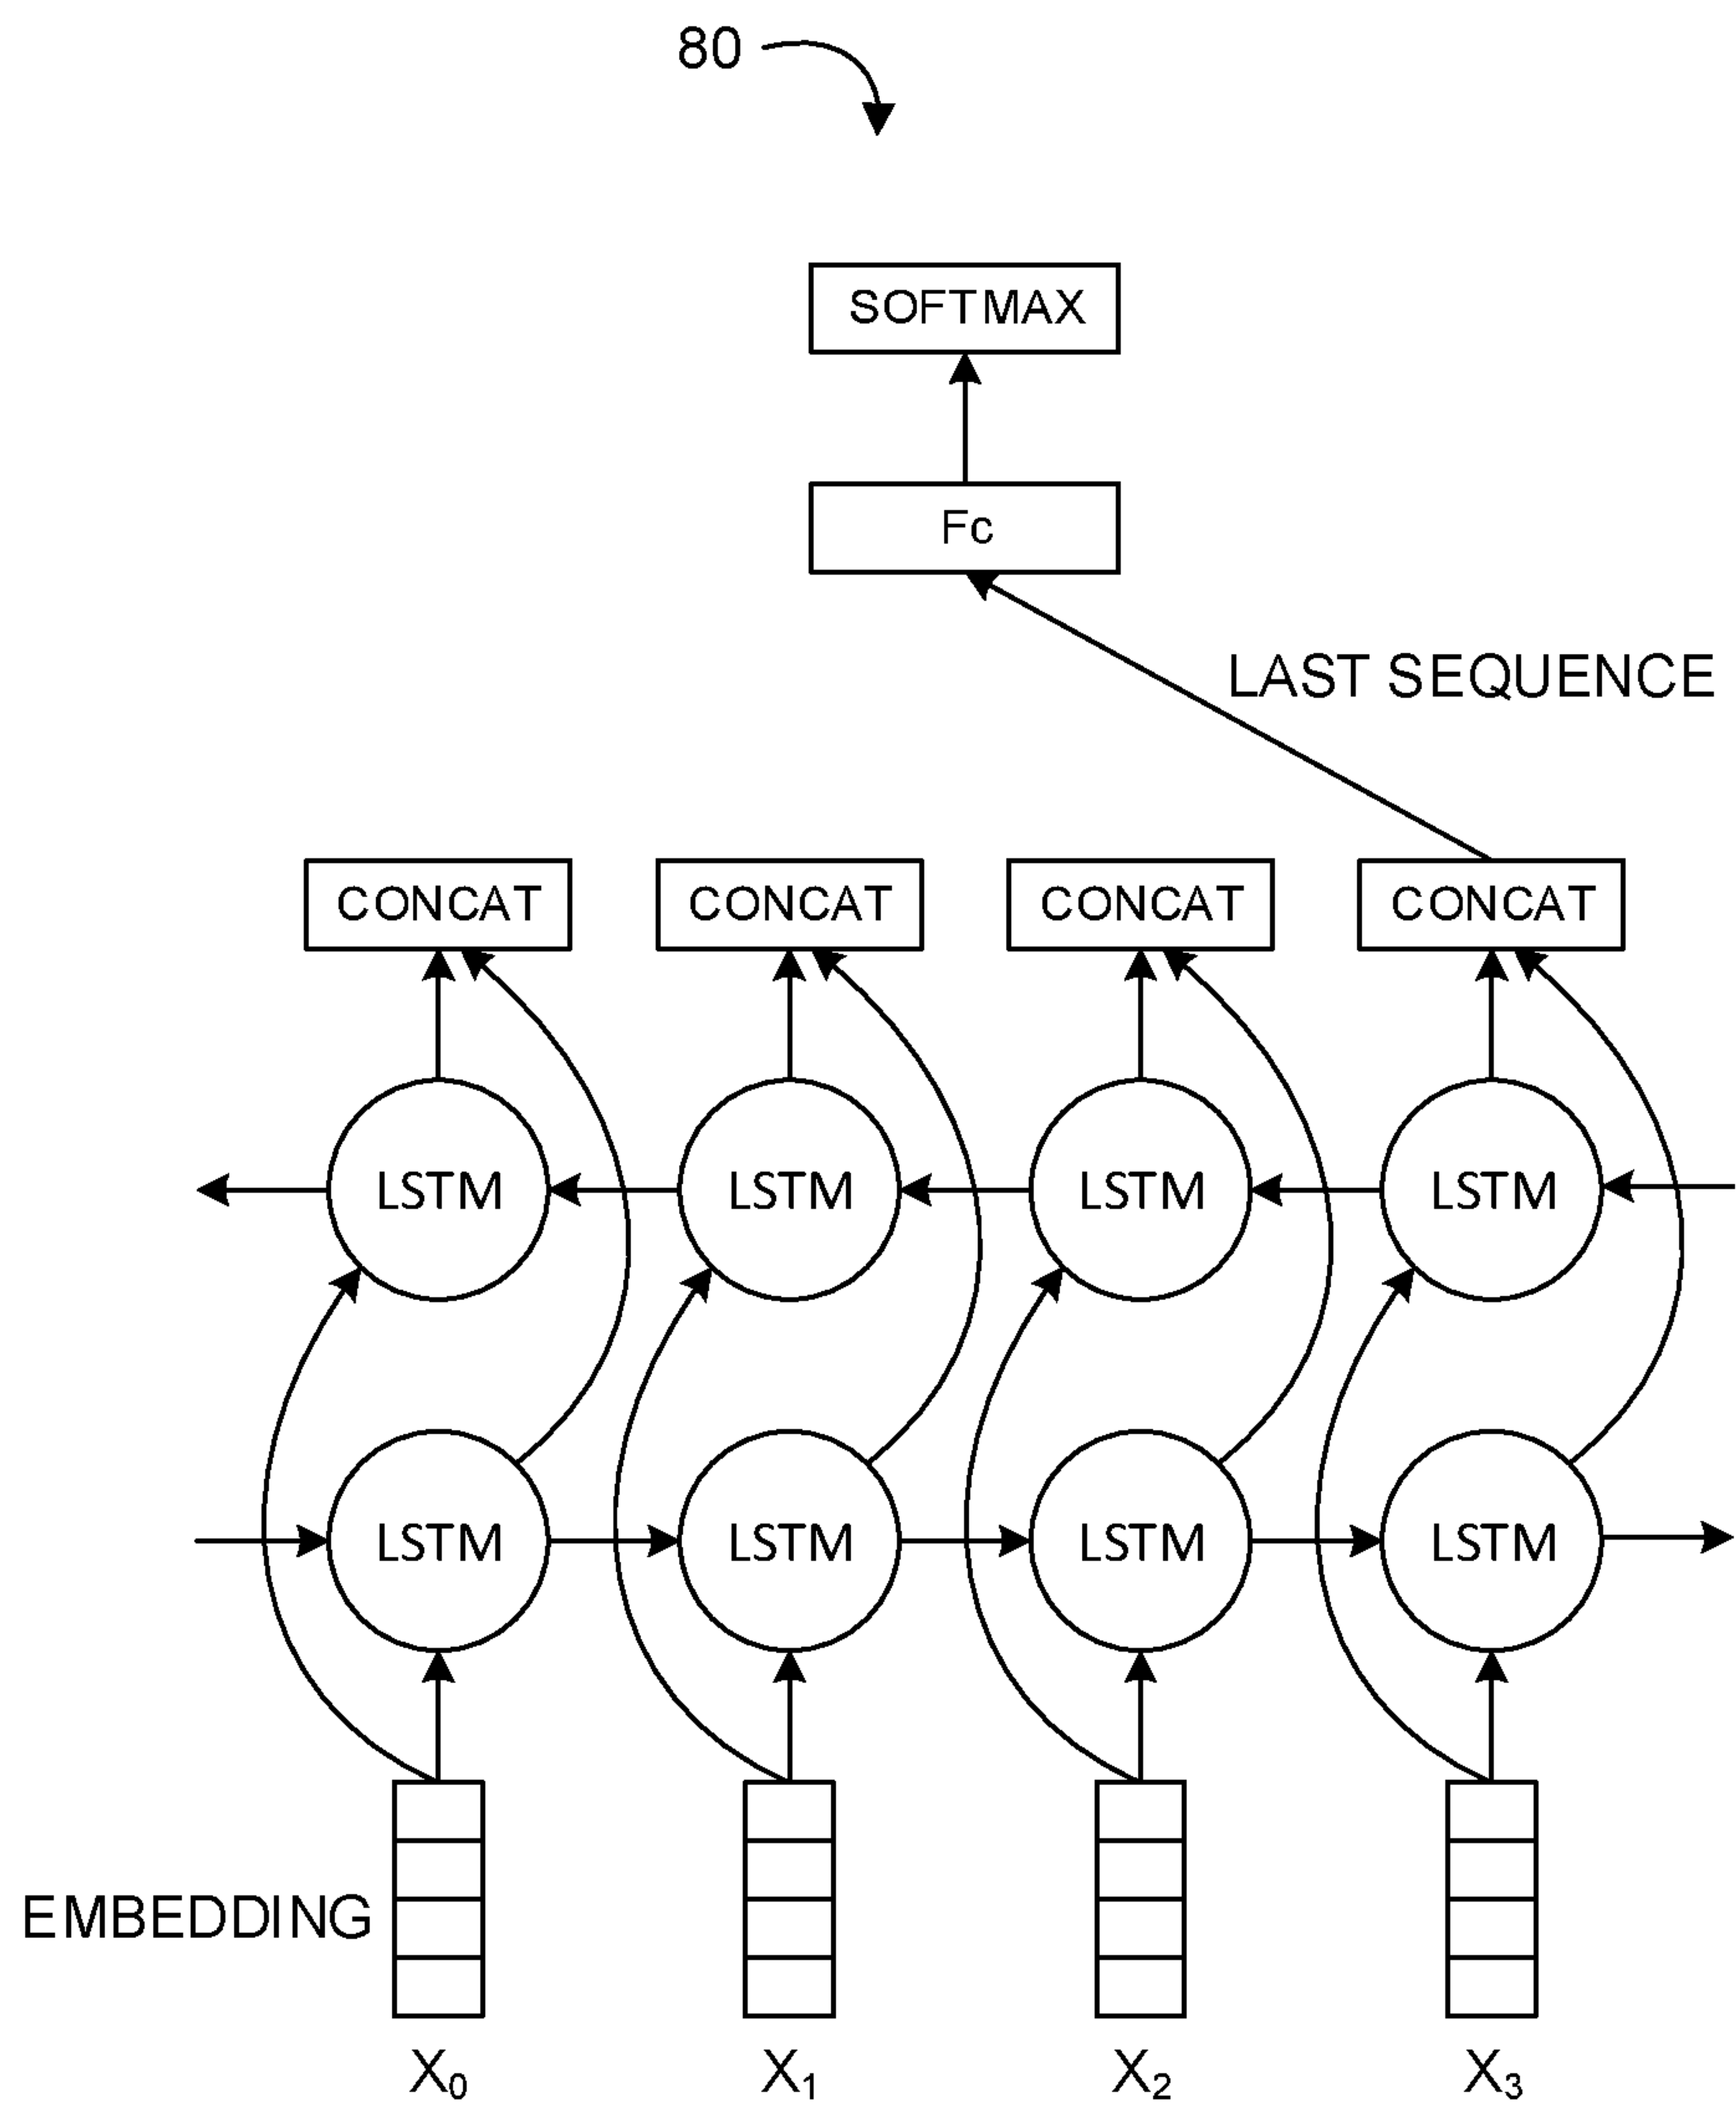 80
SOFTMAX
Fc
LAST SEQUENCE
CONCAT CONCAT CONCAT CONCAT
LSTM LSTM LSTM LSTM
LSTM LSTM LSTM LSTM
EMBEDDING
X₀ X₁ X₂ X₃